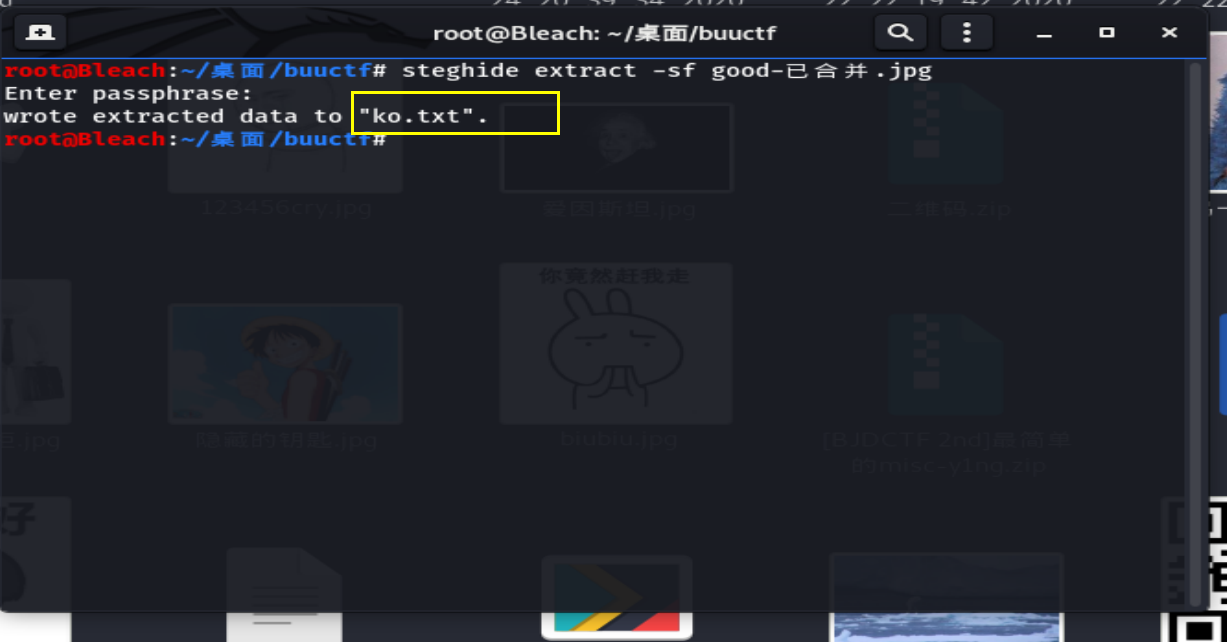 root@Bleach: ~/桌面/buuctf
root@Bleach:~/桌面/buuctf# steghide extract -sf good-已合并.jpg
Enter passphrase:
wrote extracted data to "ko.txt".
root@Bleach:~/桌面/buuctf#
123456cry.jpg
爱因斯坦.jpg
二维码.zip
你竟然赶我走
.jpg
隐藏的钥匙.jpg
biubiu.jpg
[BJDCTF 2nd]最简单
的misc-y1ng.zip
好